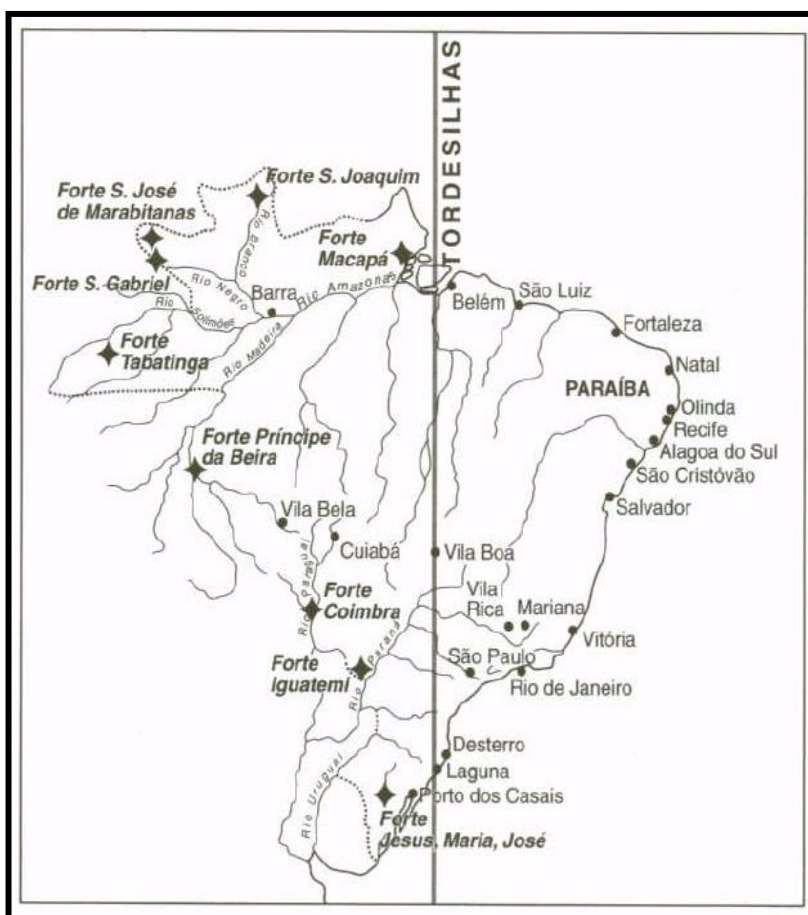 TORDESILHAS
Forte S. Joaquim
Forte S. José
de Marabitanas
Forte
Macapá
Forte S. Gabriel
Rio Branco
Rio Negro
Barra
Rio Amazonas
Belém
São Luiz
Rio
Solimões
Fortaleza
Forte
Tabatinga
Rio Madeira
Natal
PARAÍBA
Olinda
Recife
Alagoa do Sul
São Cristóvão
Salvador
Forte Príncipe
da Beira
Vila Bela
Cuiabá
Vila Boa
Rio Paraguai
Forte
Coimbra
Vila
Rica
Mariana
Vitória
Rio Paraná
São Paulo
Rio de Janeiro
Forte
Iguatemi
Desterro
Laguna
Rio Uruguai
Porto dos Casais
Forte
Jesus, Maria, José